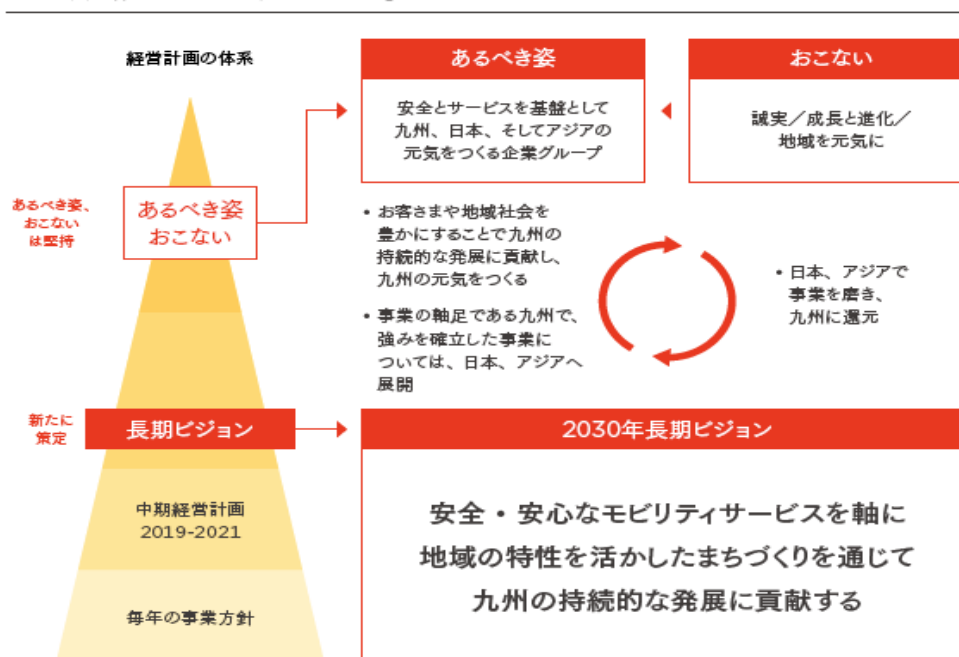 経営計画の体系
あるべき姿、
おこない
は堅持
あるべき姿
おこない
新たに
策定
長期ビジョン
中期経営計画
2019-2021
毎年の事業方針
あるべき姿
安全とサービスを基盤として
九州、日本、そしてアジアの
元気をつくる企業グループ
おこない
誠実／成長と進化／
地域を元気に
• お客さまや地域社会を
豊かにすることで九州の
持続的な発展に貢献し、
九州の元気をつくる
• 事業の軸足である九州で、
強みを確立した事業に
ついては、日本、アジアへ
展開
• 日本、アジアで
事業を磨き、
九州に還元
2030年長期ビジョン
安全・安心なモビリティサービスを軸に
地域の特性を活かしたまちづくりを通じて
九州の持続的な発展に貢献する